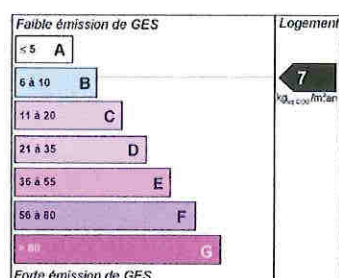 Faible émission de GES
Logement
≤ 5 A
6 à 10 B
7
/m²an
11 à 20 C
21 à 35 D
36 à 55 E
56 à 80 F
> 80 G
Forte émission de GES